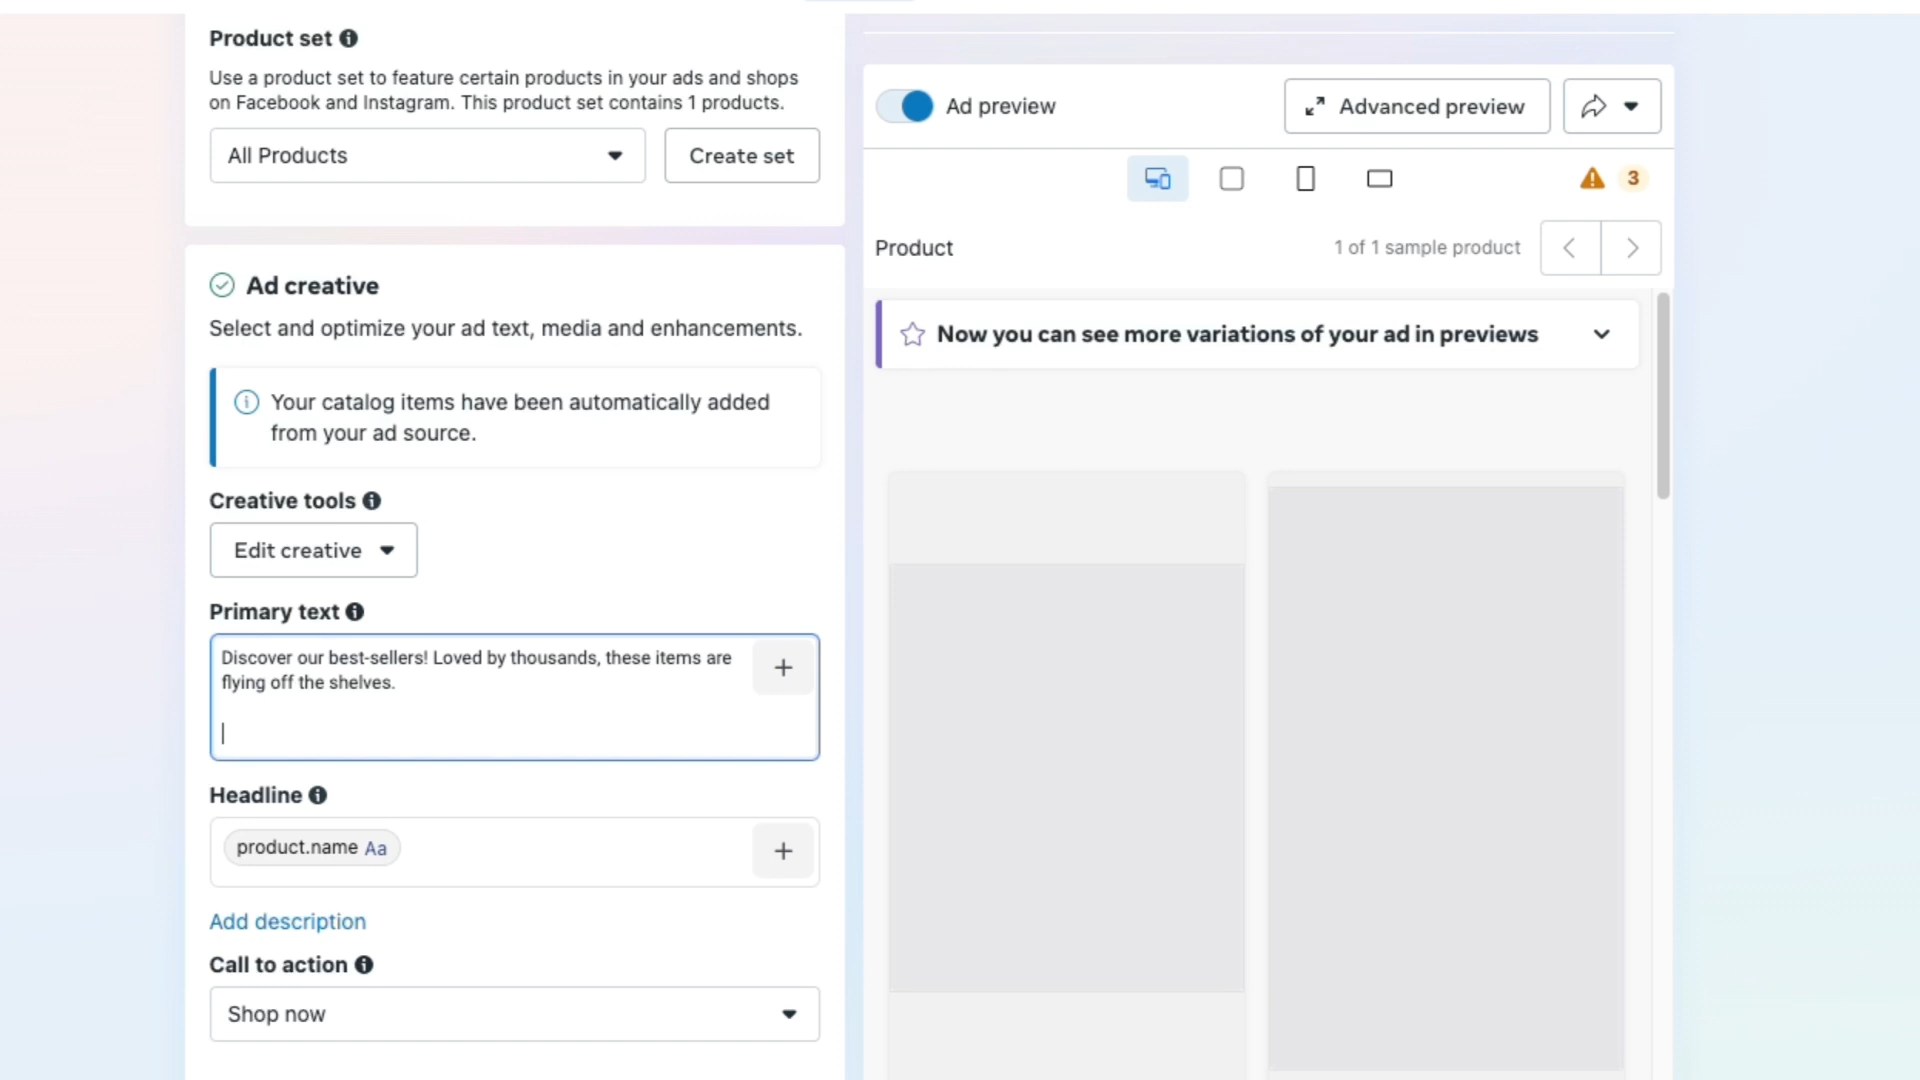 Product set
Use a product set to feature certain products in your ads and shops
on Facebook and Instagram. This product set contains 1 products.
All Products
Create set
Ad creative
Select and optimize your ad text, media and enhancements.
Your catalog items have been automatically added
from your ad source.
Creative tools
Edit creative
Primary text
Discover our best-sellers! Loved by thousands, these items are
flying off the shelves.
Headline
product.name Aa
Add description
Call to action
Shop now
Ad preview
Advanced preview
3
Product
1 of 1 sample product
Now you can see more variations of your ad in previews